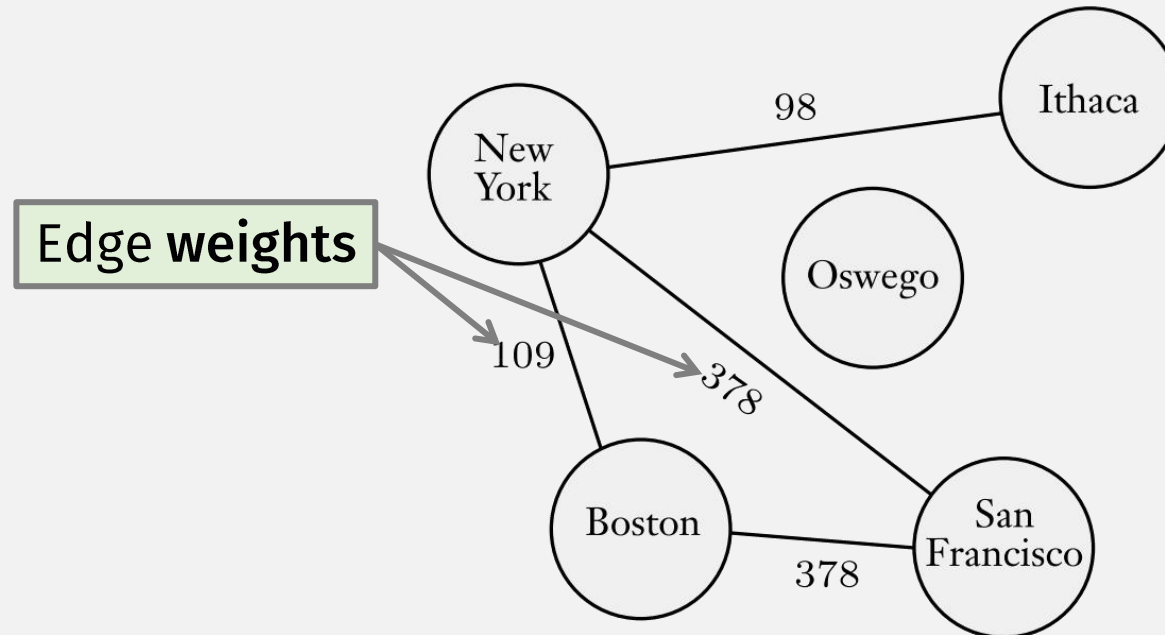 98
Ithaca
New
York
Edge weights
Oswego
109
378
Boston
San
Francisco
378